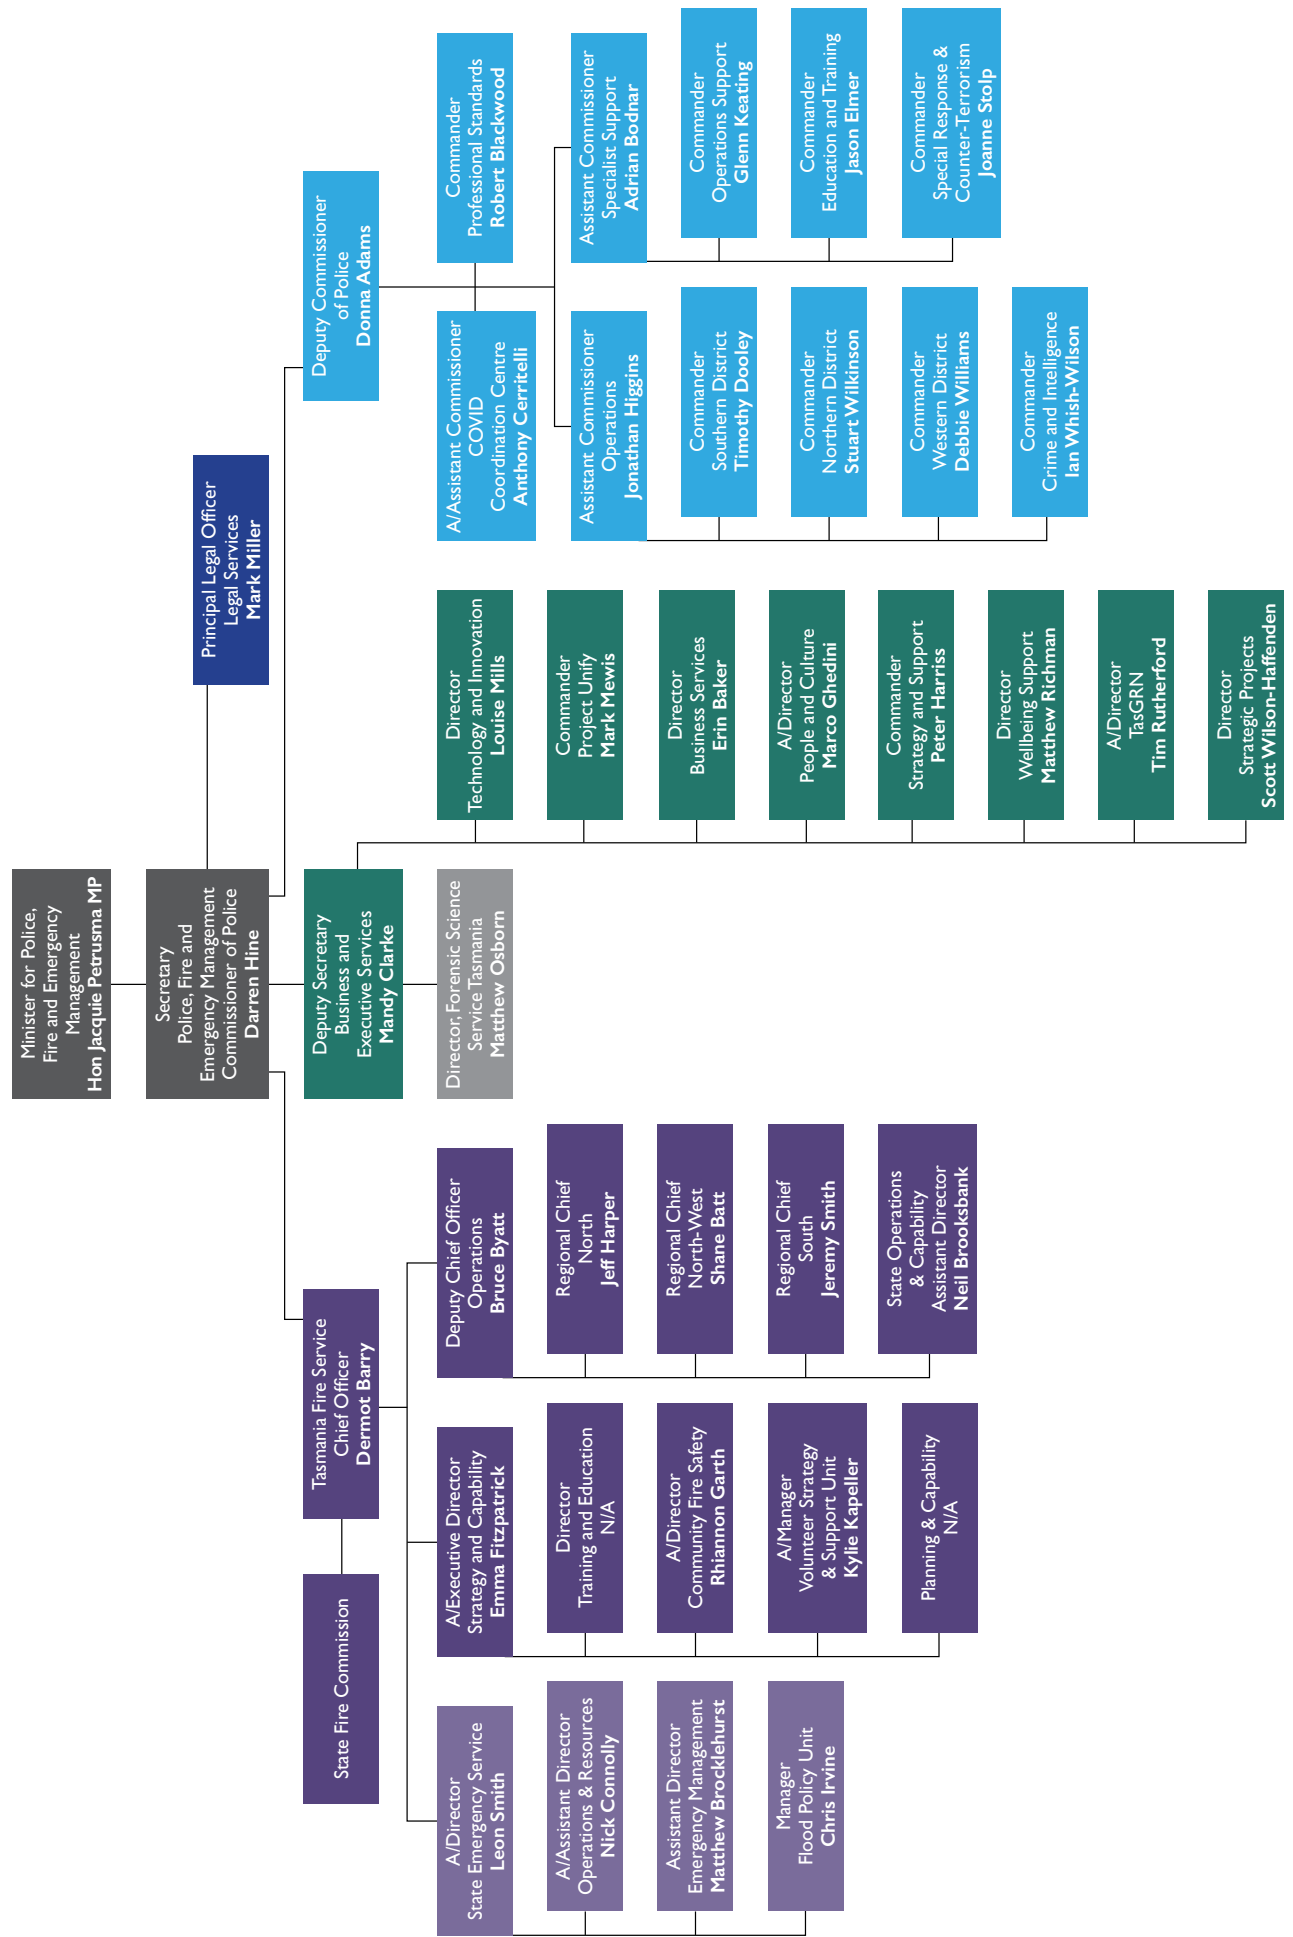 Minister for Police,
Fire and Emergency
Management
Hon Jacquie Petrusma MP
Secretary
Police, Fire and
Emergency Management
Commissioner of Police
Darren Hine
Principal Legal Officer
Legal Services
Mark Miller
State Fire Commission
Tasmania Fire Service
Chief Officer
Dermot Barry
Deputy Secretary
Business and
Executive Services
Mandy Clarke
Deputy Commissioner
of Police
Donna Adams
A/Director
State Emergency Service
Leon Smith
A/Assistant Director
Operations & Resources
Nick Connolly
Assistant Director
Emergency Management
Matthew Brocklehurst
Manager
Flood Policy Unit
Chris Irvine
A/Executive Director
Strategy and Capability
Emma Fitzpatrick
Director
Training and Education
N/A
A/Director
Community Fire Safety
Rhiannon Garth
A/Manager
Volunteer Strategy
& Support Unit
Kylie Kapeller
Planning & Capability
N/A
Deputy Chief Officer
Operations
Bruce Byatt
Regional Chief
North
Jeff Harper
Regional Chief
North-West
Shane Batt
Regional Chief
South
Jeremy Smith
State Operations
& Capability
Assistant Director
Neil Brooksbank
Director, Forensic Science
Service Tasmania
Matthew Osborn
Director
Technology and Innovation
Louise Mills
Commander
Project Unify
Mark Mewis
Director
Business Services
Erin Baker
A/Director
People and Culture
Marco Ghedini
Commander
Strategy and Support
Peter Harriss
Director
Wellbeing Support
Matthew Richman
A/Director
TasGRN
Tim Rutherford
Director
Strategic Projects
Scott Wilson-Haffenden
A/Assistant Commissioner
COVID
Coordination Centre
Anthony Cerritelli
Commander
Professional Standards
Robert Blackwood
Assistant Commissioner
Operations
Jonathan Higgins
Commander
Southern District
Timothy Dooley
Commander
Northern District
Stuart Wilkinson
Commander
Western District
Debbie Williams
Commander
Crime and Intelligence
Ian Whish-Wilson
Assistant Commissioner
Specialist Support
Adrian Bodnar
Commander
Operations Support
Glenn Keating
Commander
Education and Training
Jason Elmer
Commander
Special Response &
Counter-Terrorism
Joanne Stolp